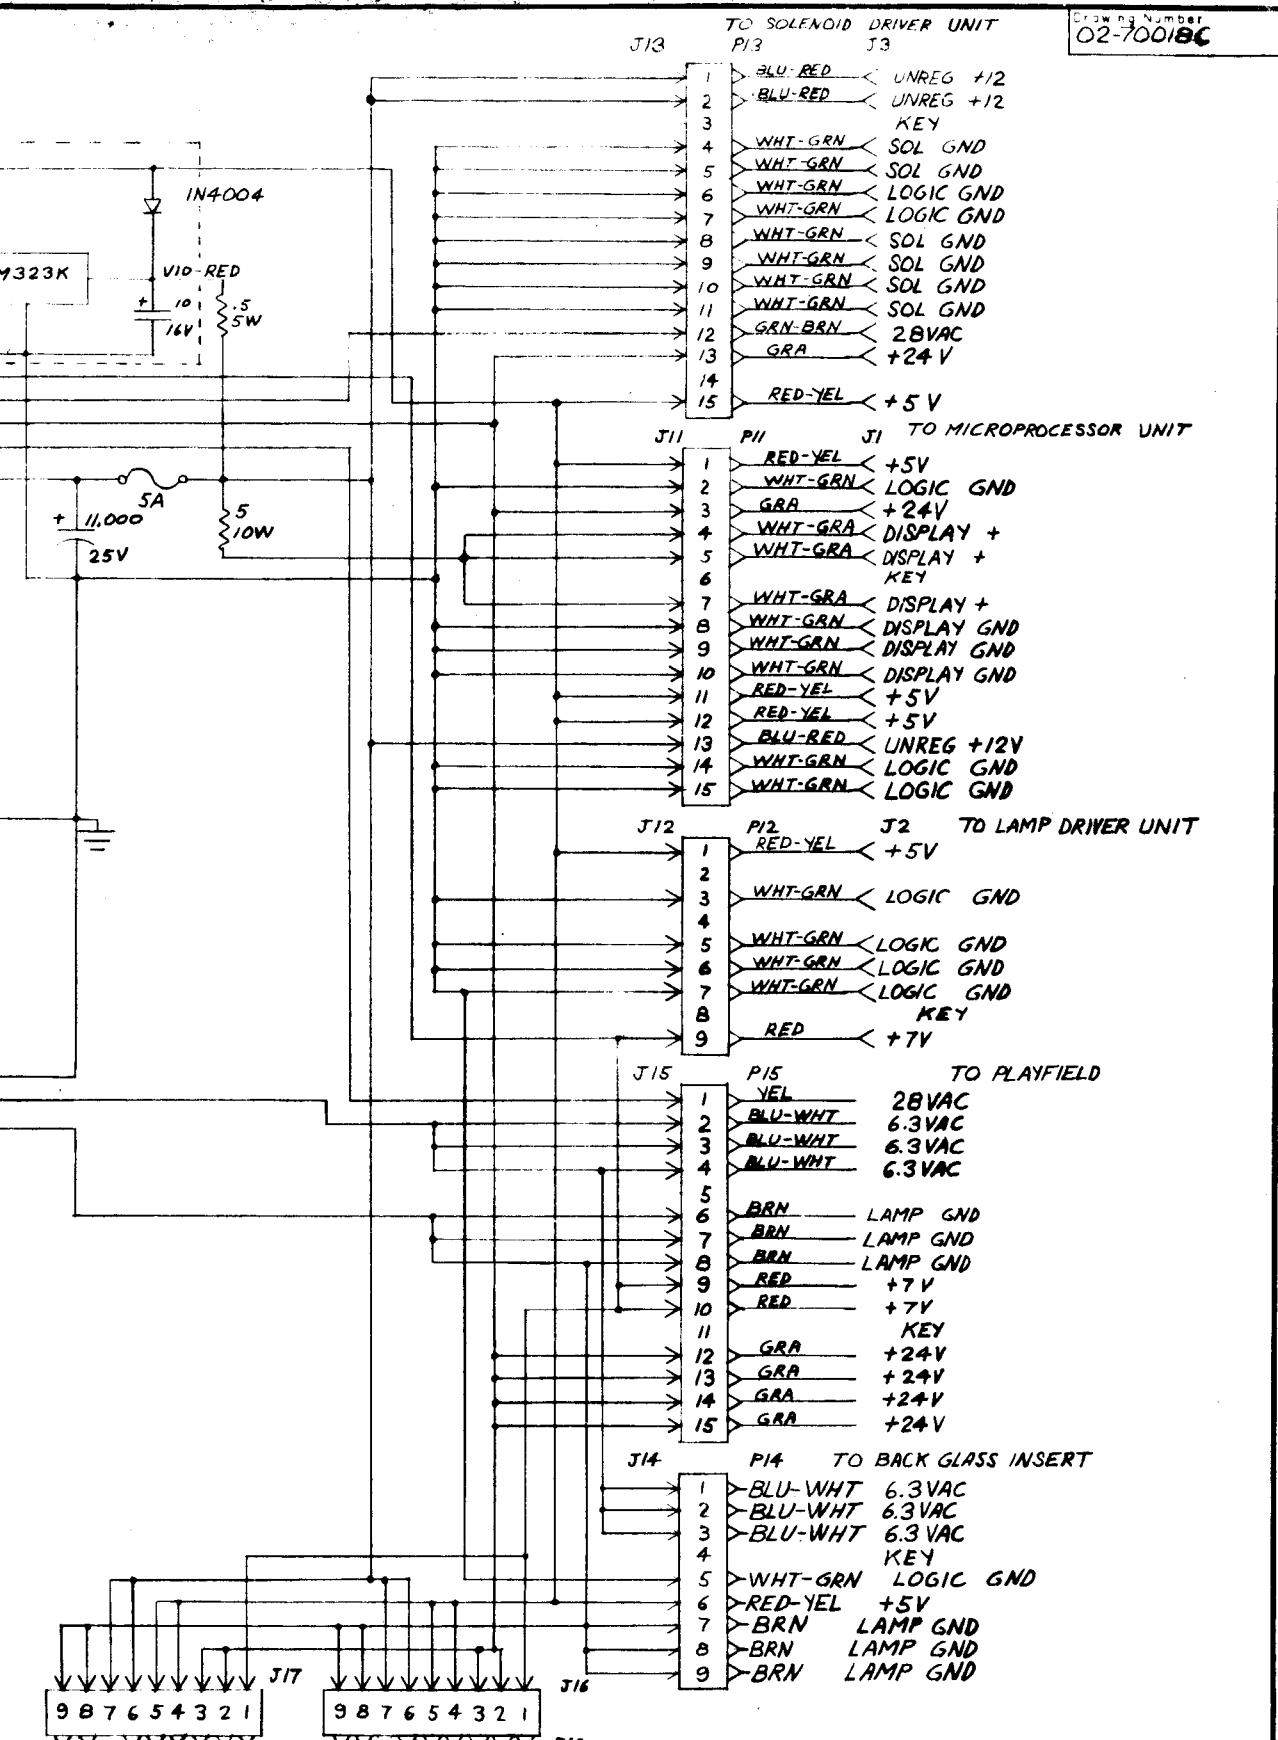 Drawing Number
02-70018C
TO SOLENOID DRIVER UNIT
J13 P13 J3
1 BLU-RED UNREG +12
2 BLU-RED UNREG +12
3 KEY
4 WHT-GRN SOL GND
5 WHT-GRN SOL GND
6 WHT-GRN LOGIC GND
7 WHT-GRN LOGIC GND
8 WHT-GRN SOL GND
9 WHT-GRN SOL GND
10 WHT-GRN SOL GND
11 WHT-GRN SOL GND
12 GRN-BRN 28VAC
13 GRA +24V
14
15 RED-YEL +5V
1N4004
M323K
VIO-RED
+ 10
16V
.5
5W
5A
+ 11,000
25V
5
10W
J11 P11 J1 TO MICROPROCESSOR UNIT
1 RED-YEL +5V
2 WHT-GRN LOGIC GND
3 GRA +24V
4 WHT-GRA DISPLAY +
5 WHT-GRA DISPLAY +
6 KEY
7 WHT-GRA DISPLAY +
8 WHT-GRN DISPLAY GND
9 WHT-GRN DISPLAY GND
10 WHT-GRN DISPLAY GND
11 RED-YEL +5V
12 RED-YEL +5V
13 BLU-RED UNREG +12V
14 WHT-GRN LOGIC GND
15 WHT-GRN LOGIC GND
J12 P12 J2 TO LAMP DRIVER UNIT
1 RED-YEL +5V
2
3 WHT-GRN LOGIC GND
4
5 WHT-GRN LOGIC GND
6 WHT-GRN LOGIC GND
7 WHT-GRN LOGIC GND
8 KEY
9 RED +7V
J15 P15 TO PLAYFIELD
1 YEL 28VAC
2 BLU-WHT 6.3VAC
3 BLU-WHT 6.3VAC
4 BLU-WHT 6.3VAC
5
6 BRN LAMP GND
7 BRN LAMP GND
8 BRN LAMP GND
9 RED +7V
10 RED +7V
11 KEY
12 GRA +24V
13 GRA +24V
14 GRA +24V
15 GRA +24V
J14 P14 TO BACK GLASS INSERT
1 BLU-WHT 6.3VAC
2 BLU-WHT 6.3VAC
3 BLU-WHT 6.3VAC
4 KEY
5 WHT-GRN LOGIC GND
6 RED-YEL +5V
7 BRN LAMP GND
8 BRN LAMP GND
9 BRN LAMP GND
J17
9 8 7 6 5 4 3 2 1
J16
9 8 7 6 5 4 3 2 1